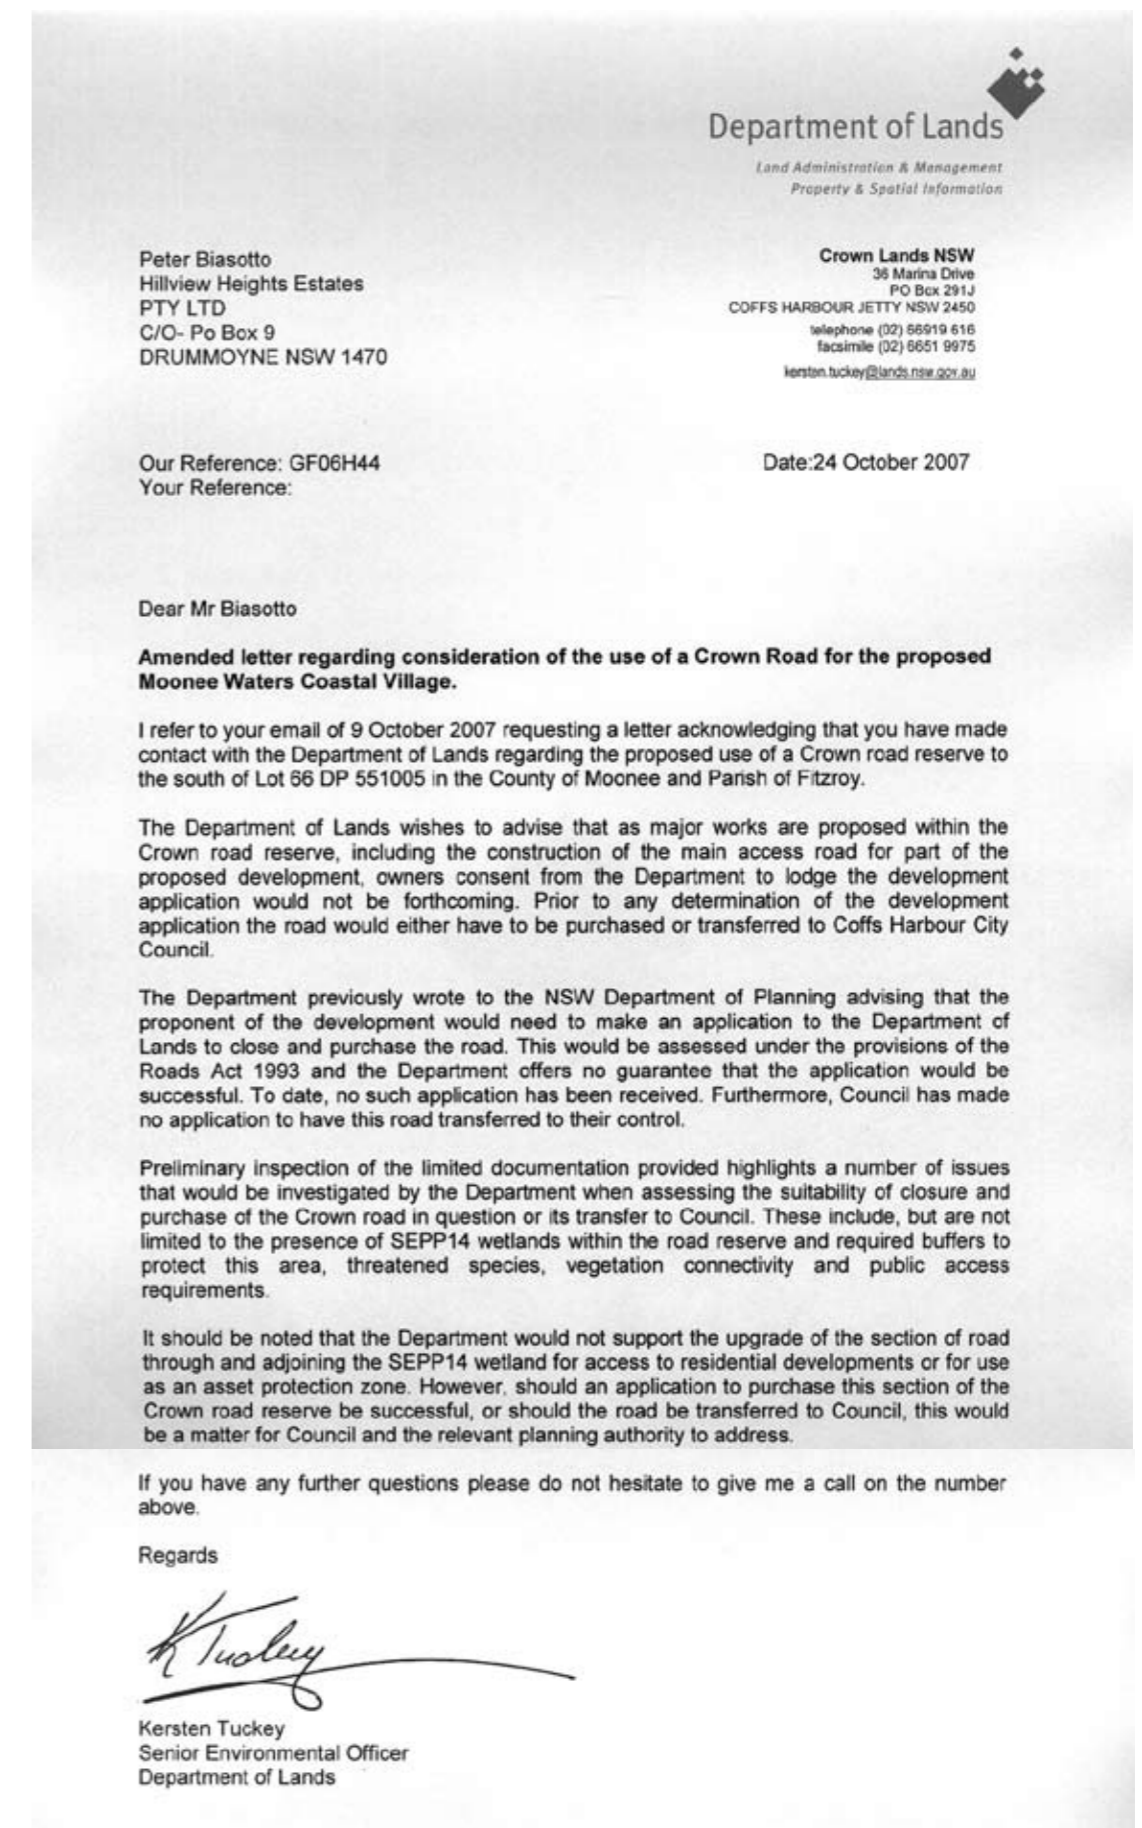 Department of Lands
Land Administration & Management
Property & Spatial Information
Peter Biasotto
Hillview Heights Estates
PTY LTD
C/O- Po Box 9
DRUMMOYNE NSW 1470
Crown Lands NSW
36 Marina Drive
PO Box 291J
COFFS HARBOUR JETTY NSW 2450
telephone (02) 66919 616
facsimile (02) 6651 9975
kersten.tuckey@lands.nsw.gov.au
Our Reference: GF06H44
Your Reference:
Date:24 October 2007
Dear Mr Biasotto
Amended letter regarding consideration of the use of a Crown Road for the proposed
Moonee Waters Coastal Village.
I refer to your email of 9 October 2007 requesting a letter acknowledging that you have made
contact with the Department of Lands regarding the proposed use of a Crown road reserve to
the south of Lot 66 DP 551005 in the County of Moonee and Parish of Fitzroy.
The Department of Lands wishes to advise that as major works are proposed within the
Crown road reserve, including the construction of the main access road for part of the
proposed development, owners consent from the Department to lodge the development
application would not be forthcoming. Prior to any determination of the development
application the road would either have to be purchased or transferred to Coffs Harbour City
Council.
The Department previously wrote to the NSW Department of Planning advising that the
proponent of the development would need to make an application to the Department of
Lands to close and purchase the road. This would be assessed under the provisions of the
Roads Act 1993 and the Department offers no guarantee that the application would be
successful. To date, no such application has been received. Furthermore, Council has made
no application to have this road transferred to their control.
Preliminary inspection of the limited documentation provided highlights a number of issues
that would be investigated by the Department when assessing the suitability of closure and
purchase of the Crown road in question or its transfer to Council. These include, but are not
limited to the presence of SEPP14 wetlands within the road reserve and required buffers to
protect this area, threatened species, vegetation connectivity and public access
requirements.
It should be noted that the Department would not support the upgrade of the section of road
through and adjoining the SEPP14 wetland for access to residential developments or for use
as an asset protection zone. However, should an application to purchase this section of the
Crown road reserve be successful, or should the road be transferred to Council, this would
be a matter for Council and the relevant planning authority to address.
If you have any further questions please do not hesitate to give me a call on the number
above.
Regards
K Tuckey
Kersten Tuckey
Senior Environmental Officer
Department of Lands